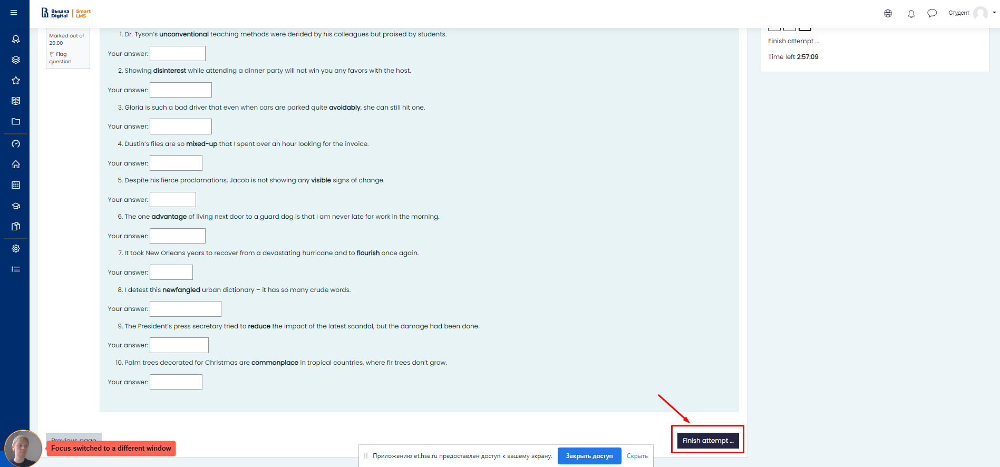 Вышка Digital
Smart LMS
Студент
Marked out of
20.00
Flag
question
1. Dr. Tyson’s unconventional teaching methods were derided by his colleagues but praised by students.
Your answer:
2. Showing disinterest while attending a dinner party will not win you any favors with the host.
Your answer:
3. Gloria is such a bad driver that even when cars are parked quite avoidably, she can still hit one.
Your answer:
4. Dustin’s files are so mixed-up that I spent over an hour looking for the invoice.
Your answer:
5. Despite his fierce proclamations, Jacob is not showing any visible signs of change.
Your answer:
6. The one advantage of living next door to a guard dog is that I am never late for work in the morning.
Your answer:
7. It took New Orleans years to recover from a devastating hurricane and to flourish once again.
Your answer:
8. I detest this newfangled urban dictionary – it has so many crude words.
Your answer:
9. The President’s press secretary tried to reduce the impact of the latest scandal, but the damage had been done.
Your answer:
10. Palm trees decorated for Christmas are commonplace in tropical countries, where fir trees don’t grow.
Your answer:
Finish attempt ...
Time left 2:57:09
Previous page
Finish attempt ...
Focus switched to a different window
Приложению et.hse.ru предоставлен доступ к вашему экрану.
Закрыть доступ
Скрыть